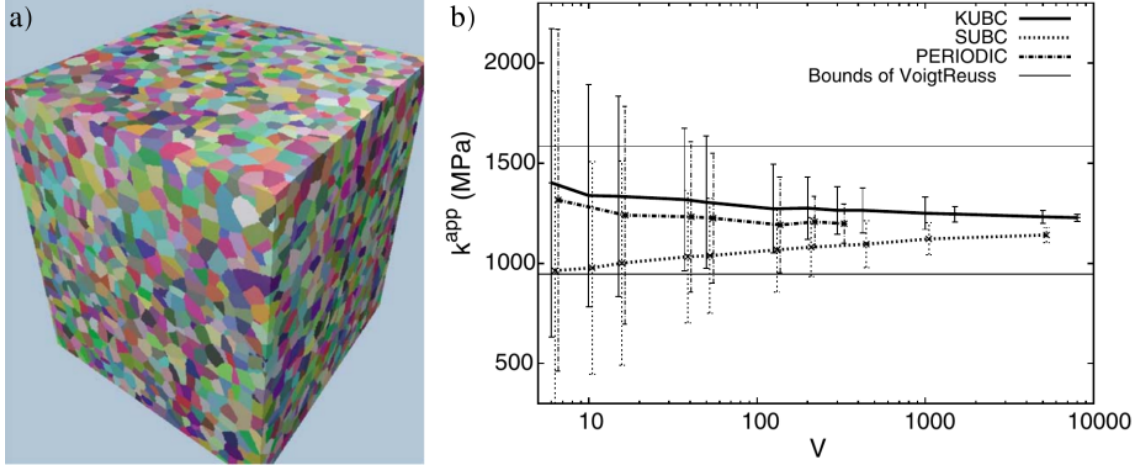 a)
b)
KUBC
SUBC
PERIODIC
Bounds of VoigtReuss
2000
1500
1000
500
k^app (MPa)
10
100
1000
10000
V